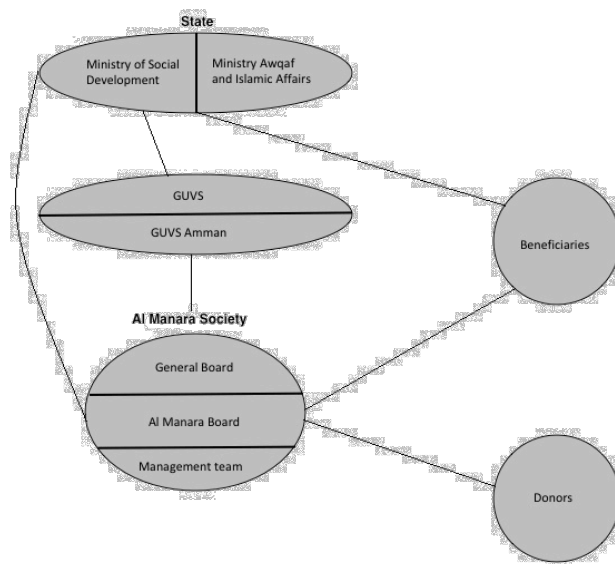 State
Ministry of Social
Development
Ministry Awqaf
and Islamic Affairs
GUVS
GUVS Amman
Beneficiaries
Al Manara Society
General Board
Al Manara Board
Management team
Donors